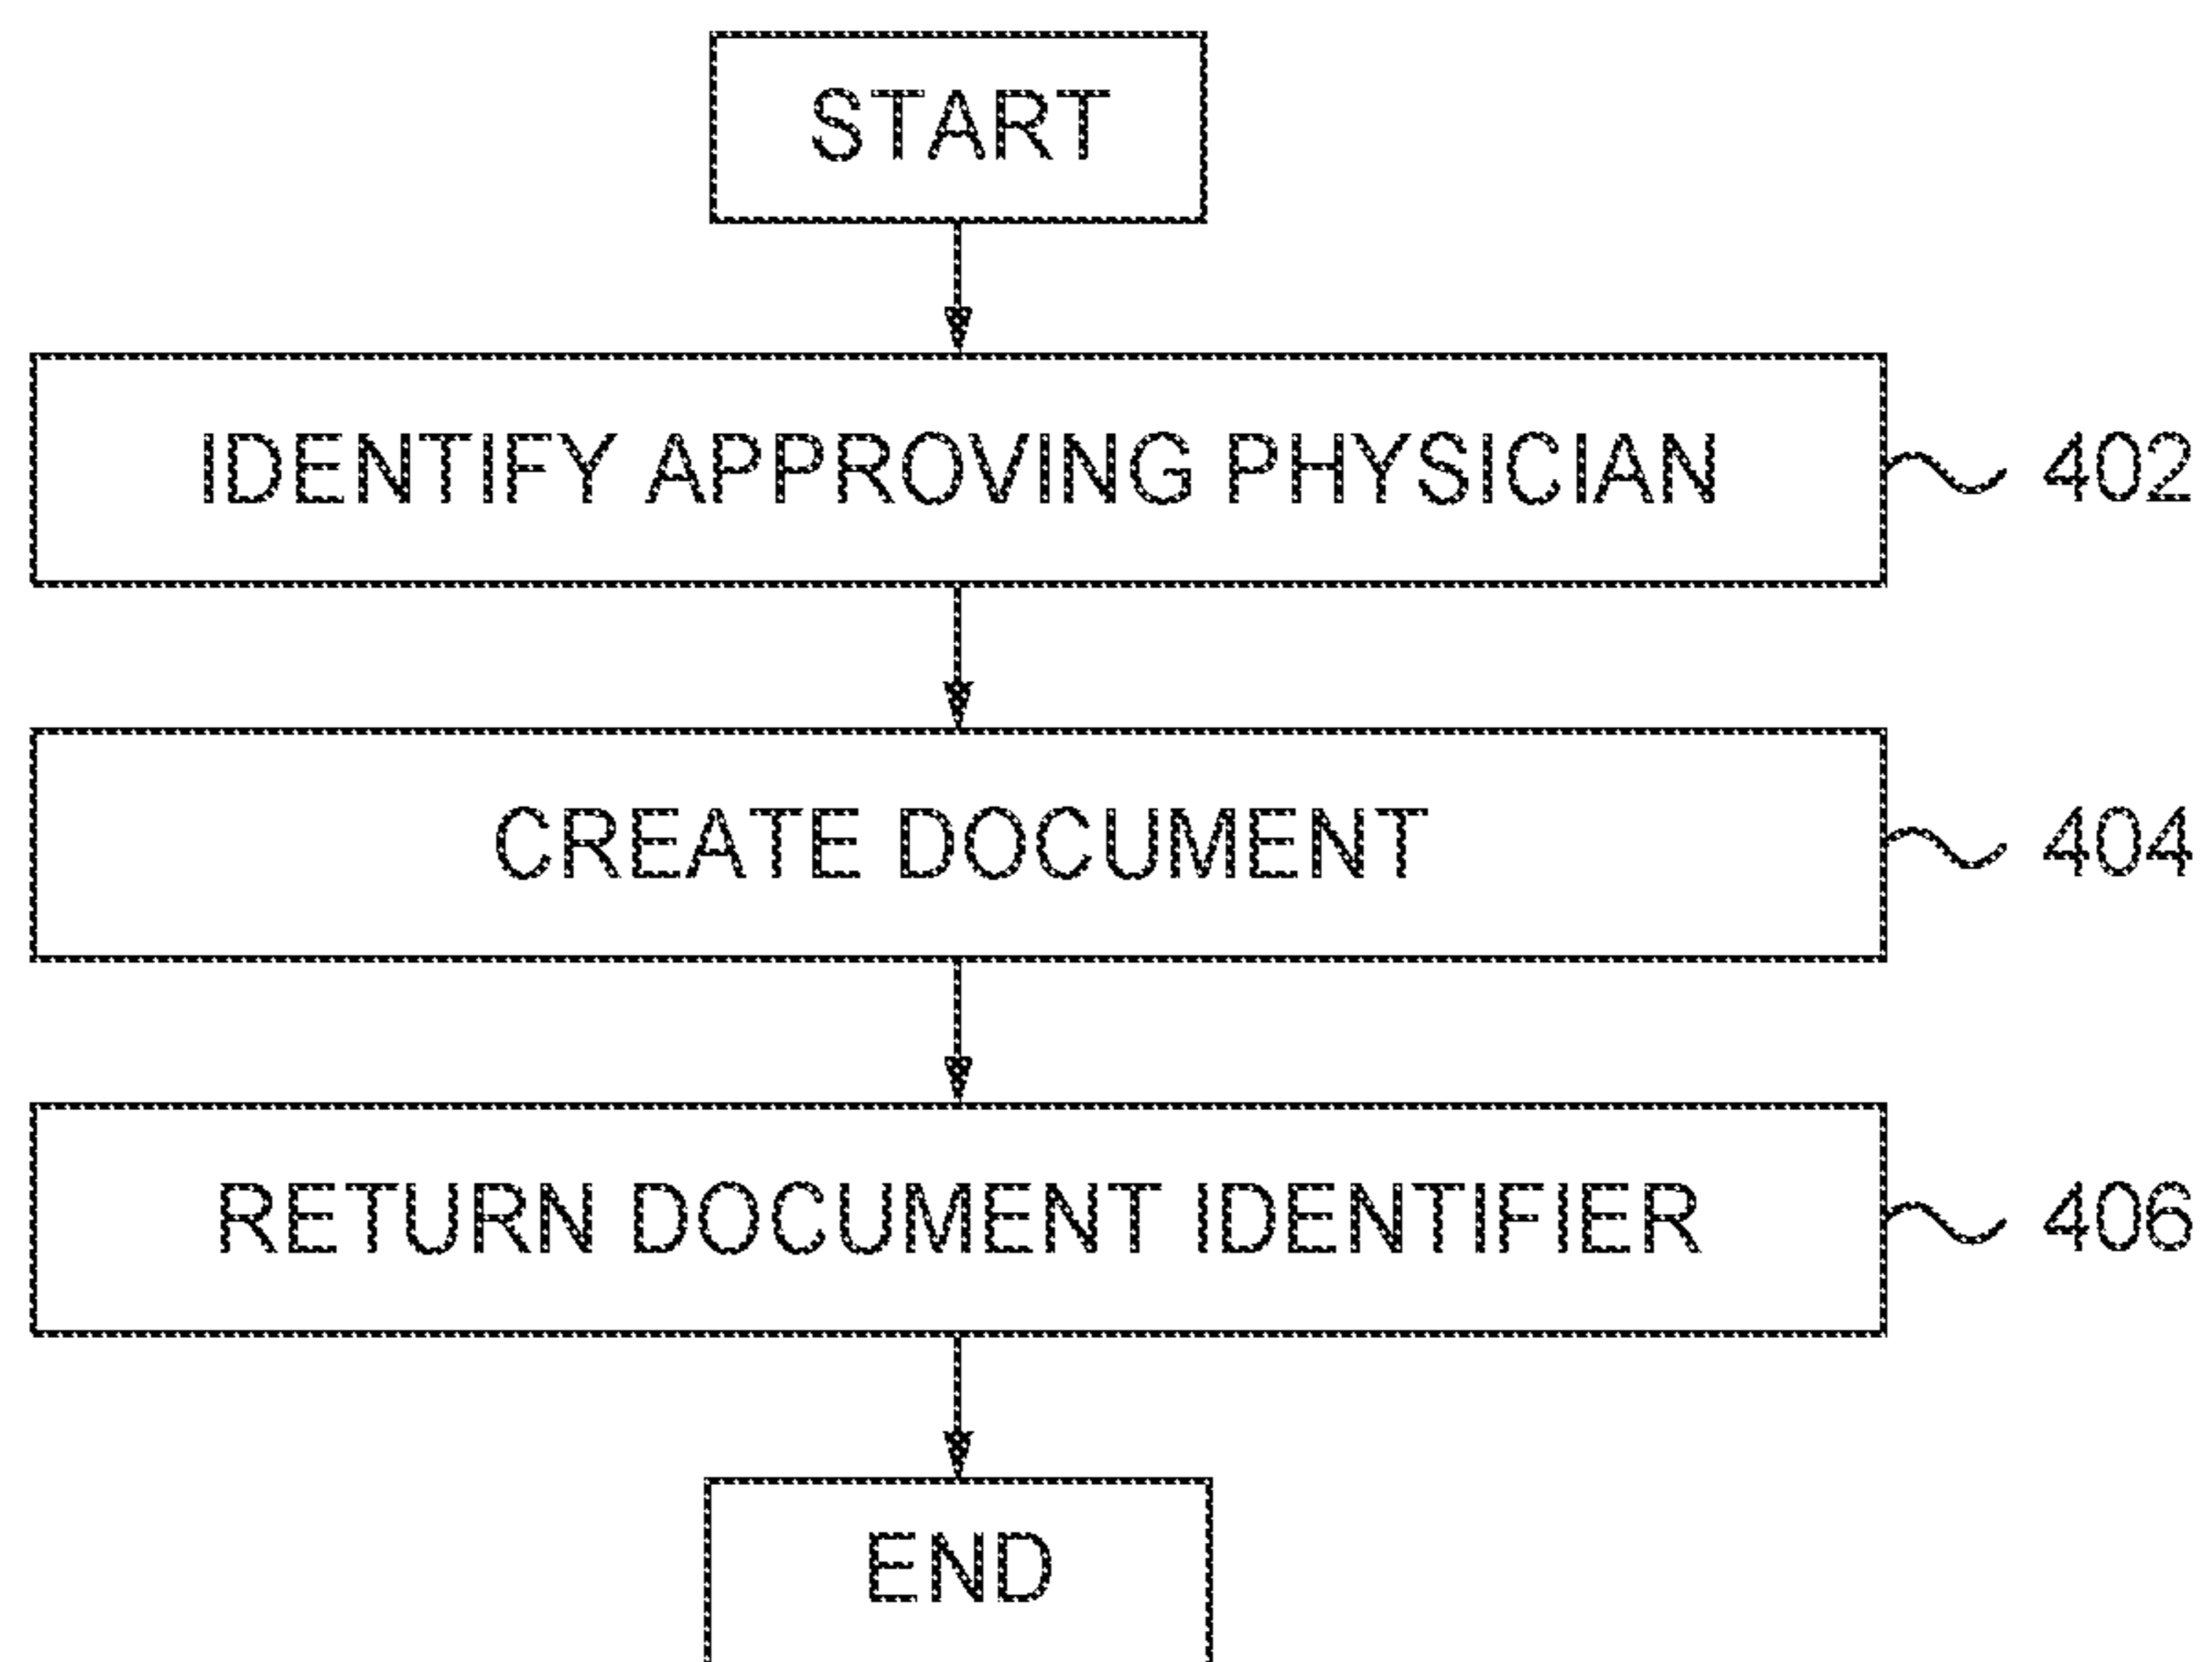 START
IDENTIFY APPROVING PHYSICIAN 402
CREATE DOCUMENT 404
RETURN DOCUMENT IDENTIFIER 406
END